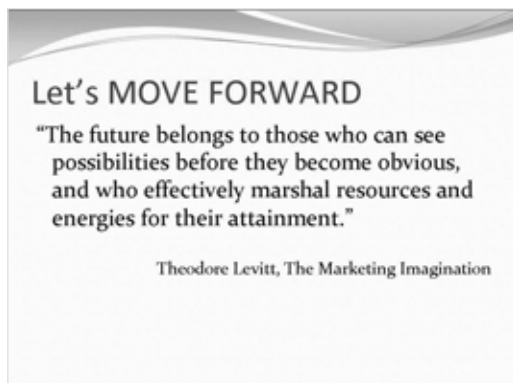 Let's MOVE FORWARD
“The future belongs to those who can see
possibilities before they become obvious,
and who effectively marshal resources and
energies for their attainment.”
Theodore Levitt, The Marketing Imagination